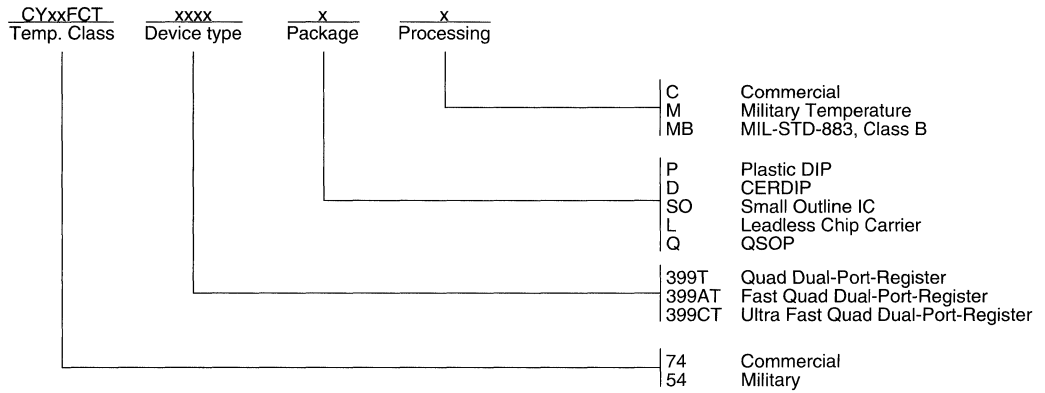 CYxxFCT xxxx x x
Temp. Class Device type Package Processing
C Commercial
M Military Temperature
MB MIL-STD-883, Class B
P Plastic DIP
D CERDIP
SO Small Outline IC
L Leadless Chip Carrier
Q QSOP
399T Quad Dual-Port-Register
399AT Fast Quad Dual-Port-Register
399CT Ultra Fast Quad Dual-Port-Register
74 Commercial
54 Military